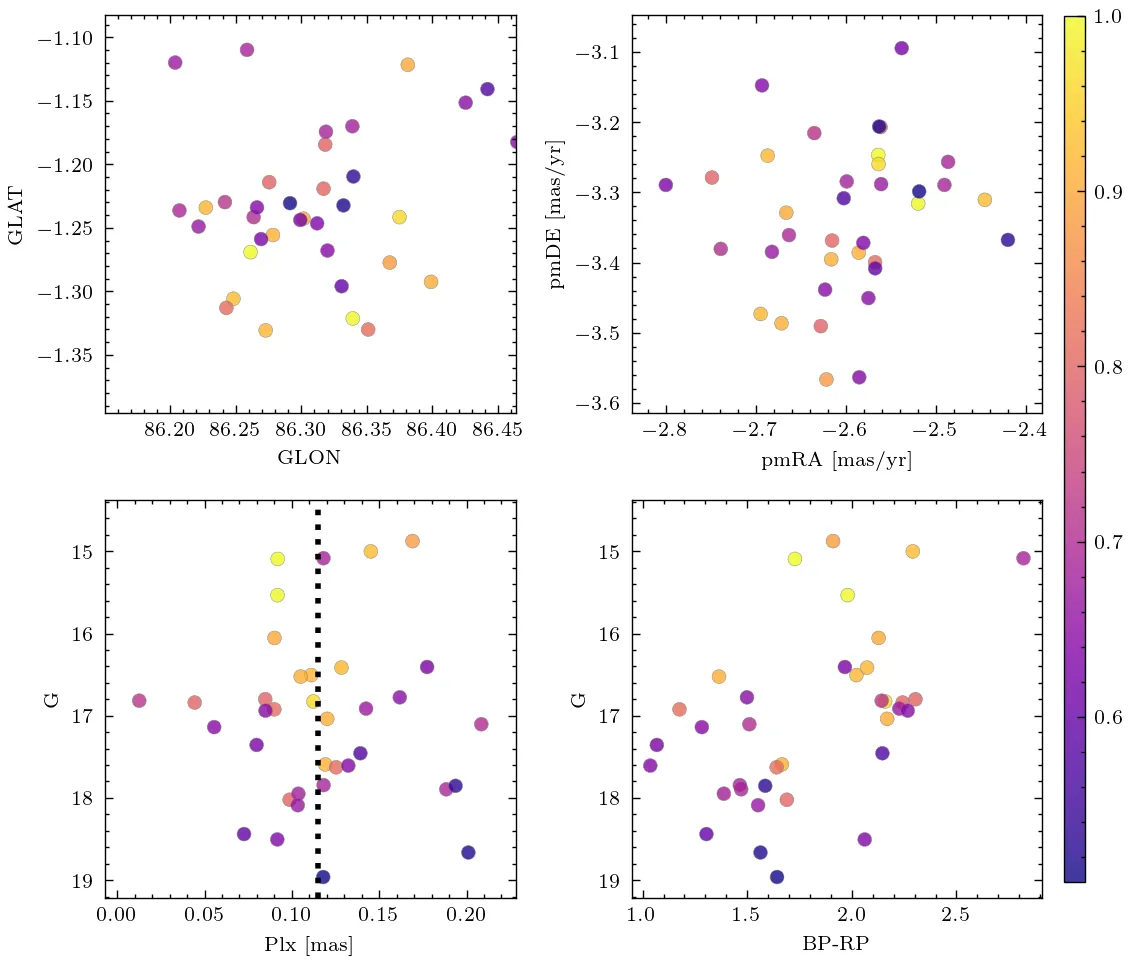 −1.10
−1.15
−1.20
−1.25
−1.30
−1.35
GLAT
86.20 86.25 86.30 86.35 86.40 86.45
GLON
−3.1
−3.2
−3.3
−3.4
−3.5
−3.6
pmDE [mas/yr]
−2.8 −2.7 −2.6 −2.5 −2.4
pmRA [mas/yr]
15
16
17
18
19
G
0.00 0.05 0.10 0.15 0.20
Plx [mas]
15
16
17
18
19
G
1.0 1.5 2.0 2.5
BP-RP
1.0
0.9
0.8
0.7
0.6